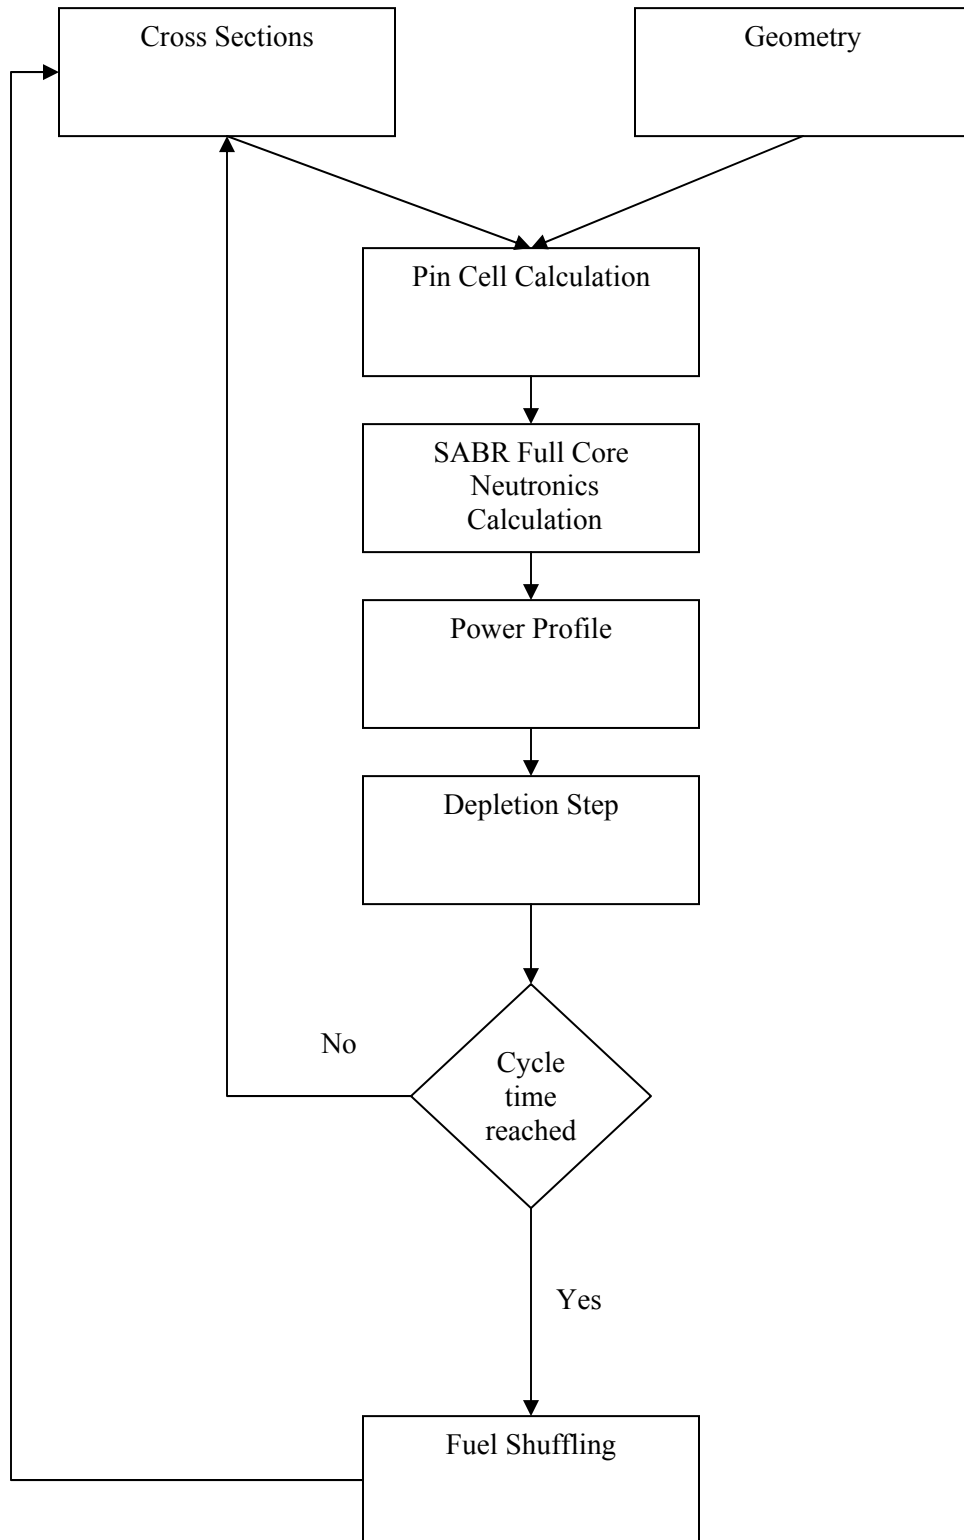 Cross Sections
Geometry
Pin Cell Calculation
SABR Full Core
Neutronics
Calculation
Power Profile
Depletion Step
No
Cycle
time
reached
Yes
Fuel Shuffling